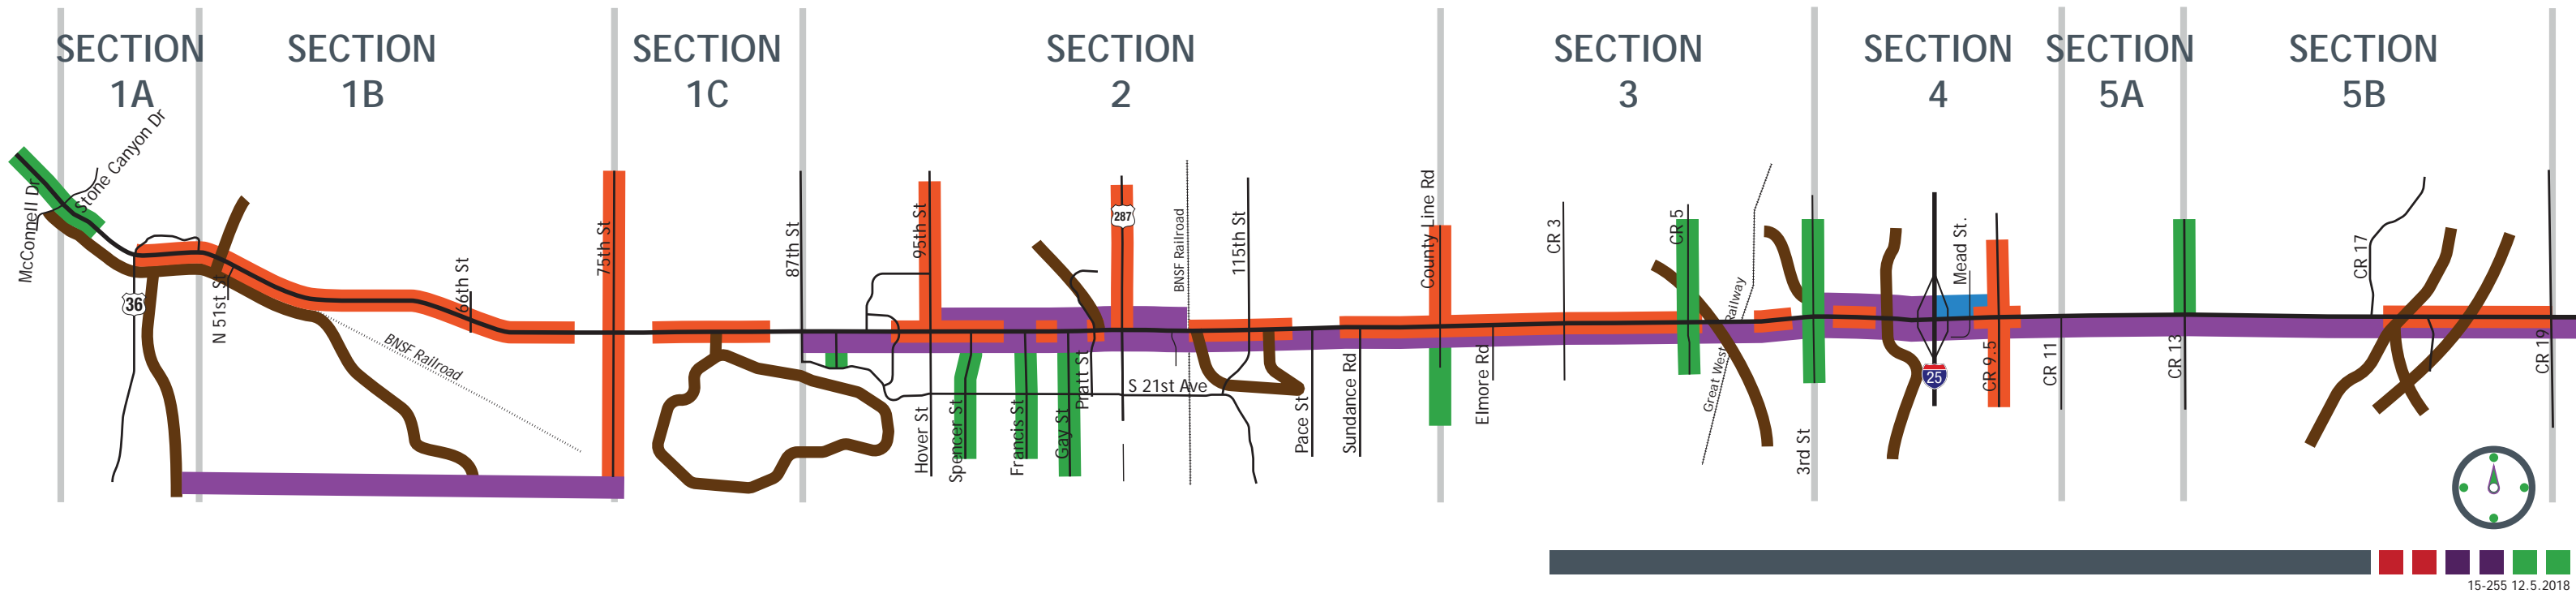 SECTION
1A
SECTION
1B
SECTION
1C
SECTION
2
SECTION
3
SECTION
4
SECTION
5A
SECTION
5B
McConnell Dr
Stone Canyon Dr
36
N 51st St
66th St
BNSF Railroad
75th St
87th St
95th St
Hover St
Spencer St
Francis St
Gay St
Pratt St
287
BNSF Railroad
S 21st Ave
115th St
Pace St
Sundance Rd
County Line Rd
Elmore Rd
CR 3
CR 5
Great West Railway
3rd St
25
Mead St.
CR 9.5
CR 11
CR 13
CR 17
CR 19
15-255 12.5.2018